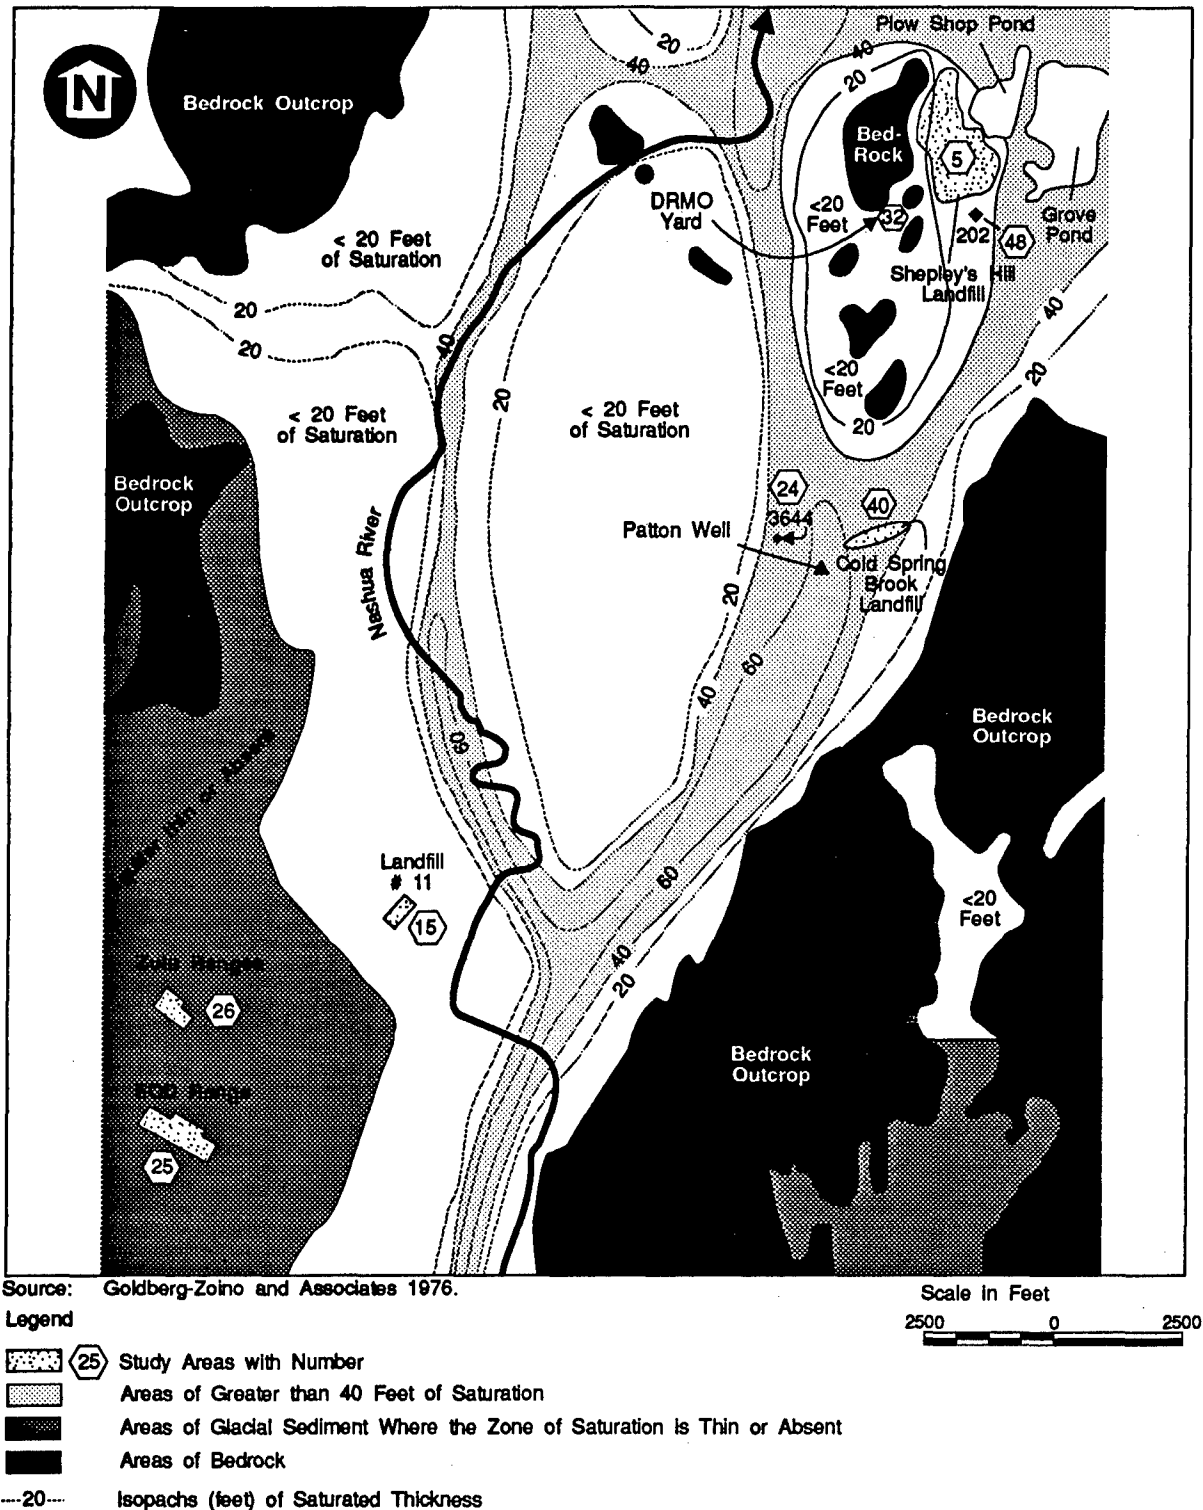 Plow Shop Pond
N
Bedrock Outcrop
20
40
40
20
Bed-
Rock
5
DRMO
Yard
<20
Feet
32
202
48
Grove
Pond
< 20 Feet
of Saturation
Shepley's Hill
Landfill
20
20
40
40
20
20
< 20 Feet
of Saturation
< 20 Feet
of Saturation
<20
Feet
20
Bedrock
Outcrop
24
40
3644
Patton Well
Nashua River
Cold Spring
Brook
Landfill
20
60
40
60
Bedrock
Outcrop
Landfill
# 11
15
60
<20
Feet
40
20
Zulu Ranges
26
Bedrock
Outcrop
EOD Range
25
Source: Goldberg-Zoino and Associates 1976.
Scale in Feet
2500 0 2500
Legend
25 Study Areas with Number
Areas of Greater than 40 Feet of Saturation
Areas of Glacial Sediment Where the Zone of Saturation is Thin or Absent
Areas of Bedrock
20 Isopachs (feet) of Saturated Thickness